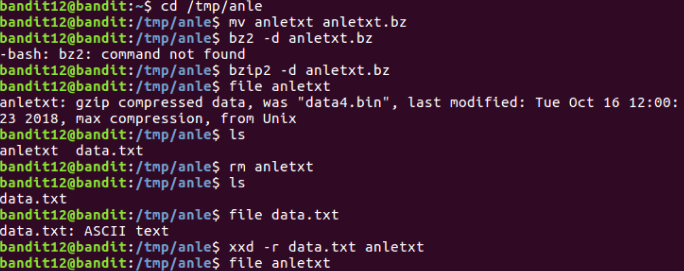 bandit12@bandit:~$ cd /tmp/anle
bandit12@bandit:/tmp/anle$ mv anletxt anletxt.bz
bandit12@bandit:/tmp/anle$ bz2 -d anletxt.bz
-bash: bz2: command not found
bandit12@bandit:/tmp/anle$ bzip2 -d anletxt.bz
bandit12@bandit:/tmp/anle$ file anletxt
anletxt: gzip compressed data, was "data4.bin", last modified: Tue Oct 16 12:00:
23 2018, max compression, from Unix
bandit12@bandit:/tmp/anle$ ls
anletxt  data.txt
bandit12@bandit:/tmp/anle$ rm anletxt
bandit12@bandit:/tmp/anle$ ls
data.txt
bandit12@bandit:/tmp/anle$ file data.txt
data.txt: ASCII text
bandit12@bandit:/tmp/anle$ xxd -r data.txt anletxt
bandit12@bandit:/tmp/anle$ file anletxt